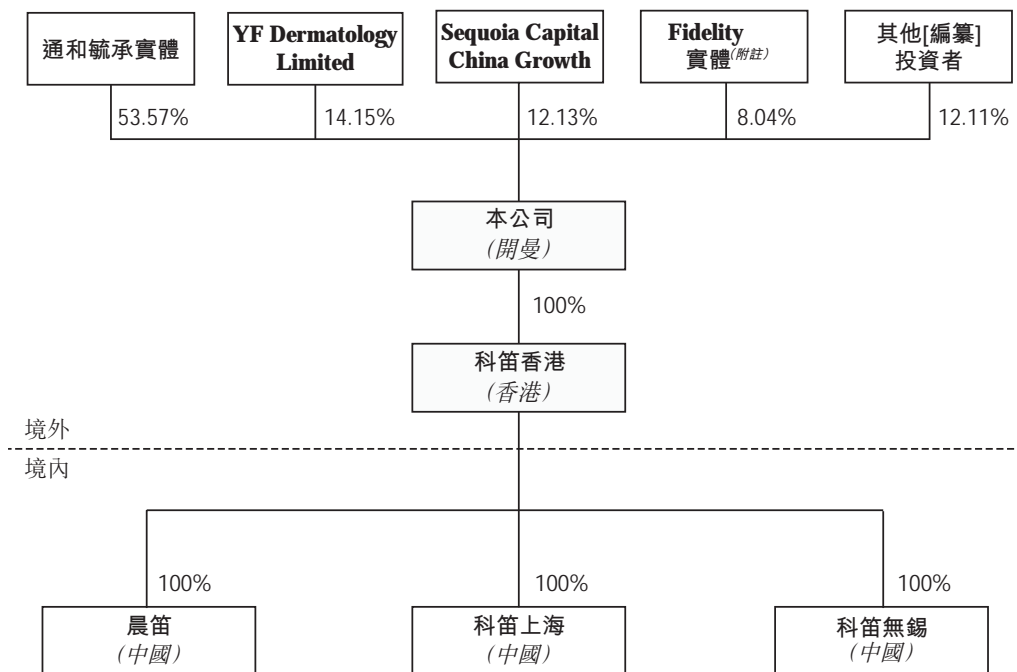 通和毓承實體
YF Dermatology
Limited
Sequoia Capital
China Growth
Fidelity
實體(附註)
其他[編纂]
投資者
53.57%
14.15%
12.13%
8.04%
12.11%
本公司
(開曼)
100%
科笛香港
(香港)
境外
境內
100%
100%
100%
晨笛
(中國)
科笛上海
(中國)
科笛無錫
(中國)